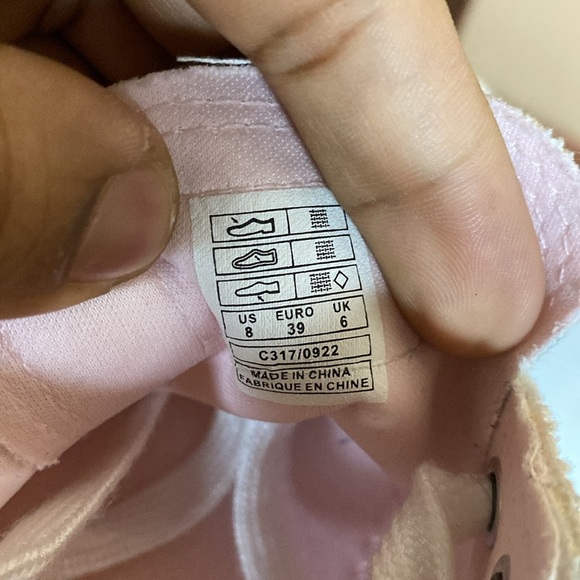 US EURO UK
8 39 6
C317/0922
MADE IN CHINA
FABRIQUE EN CHINE